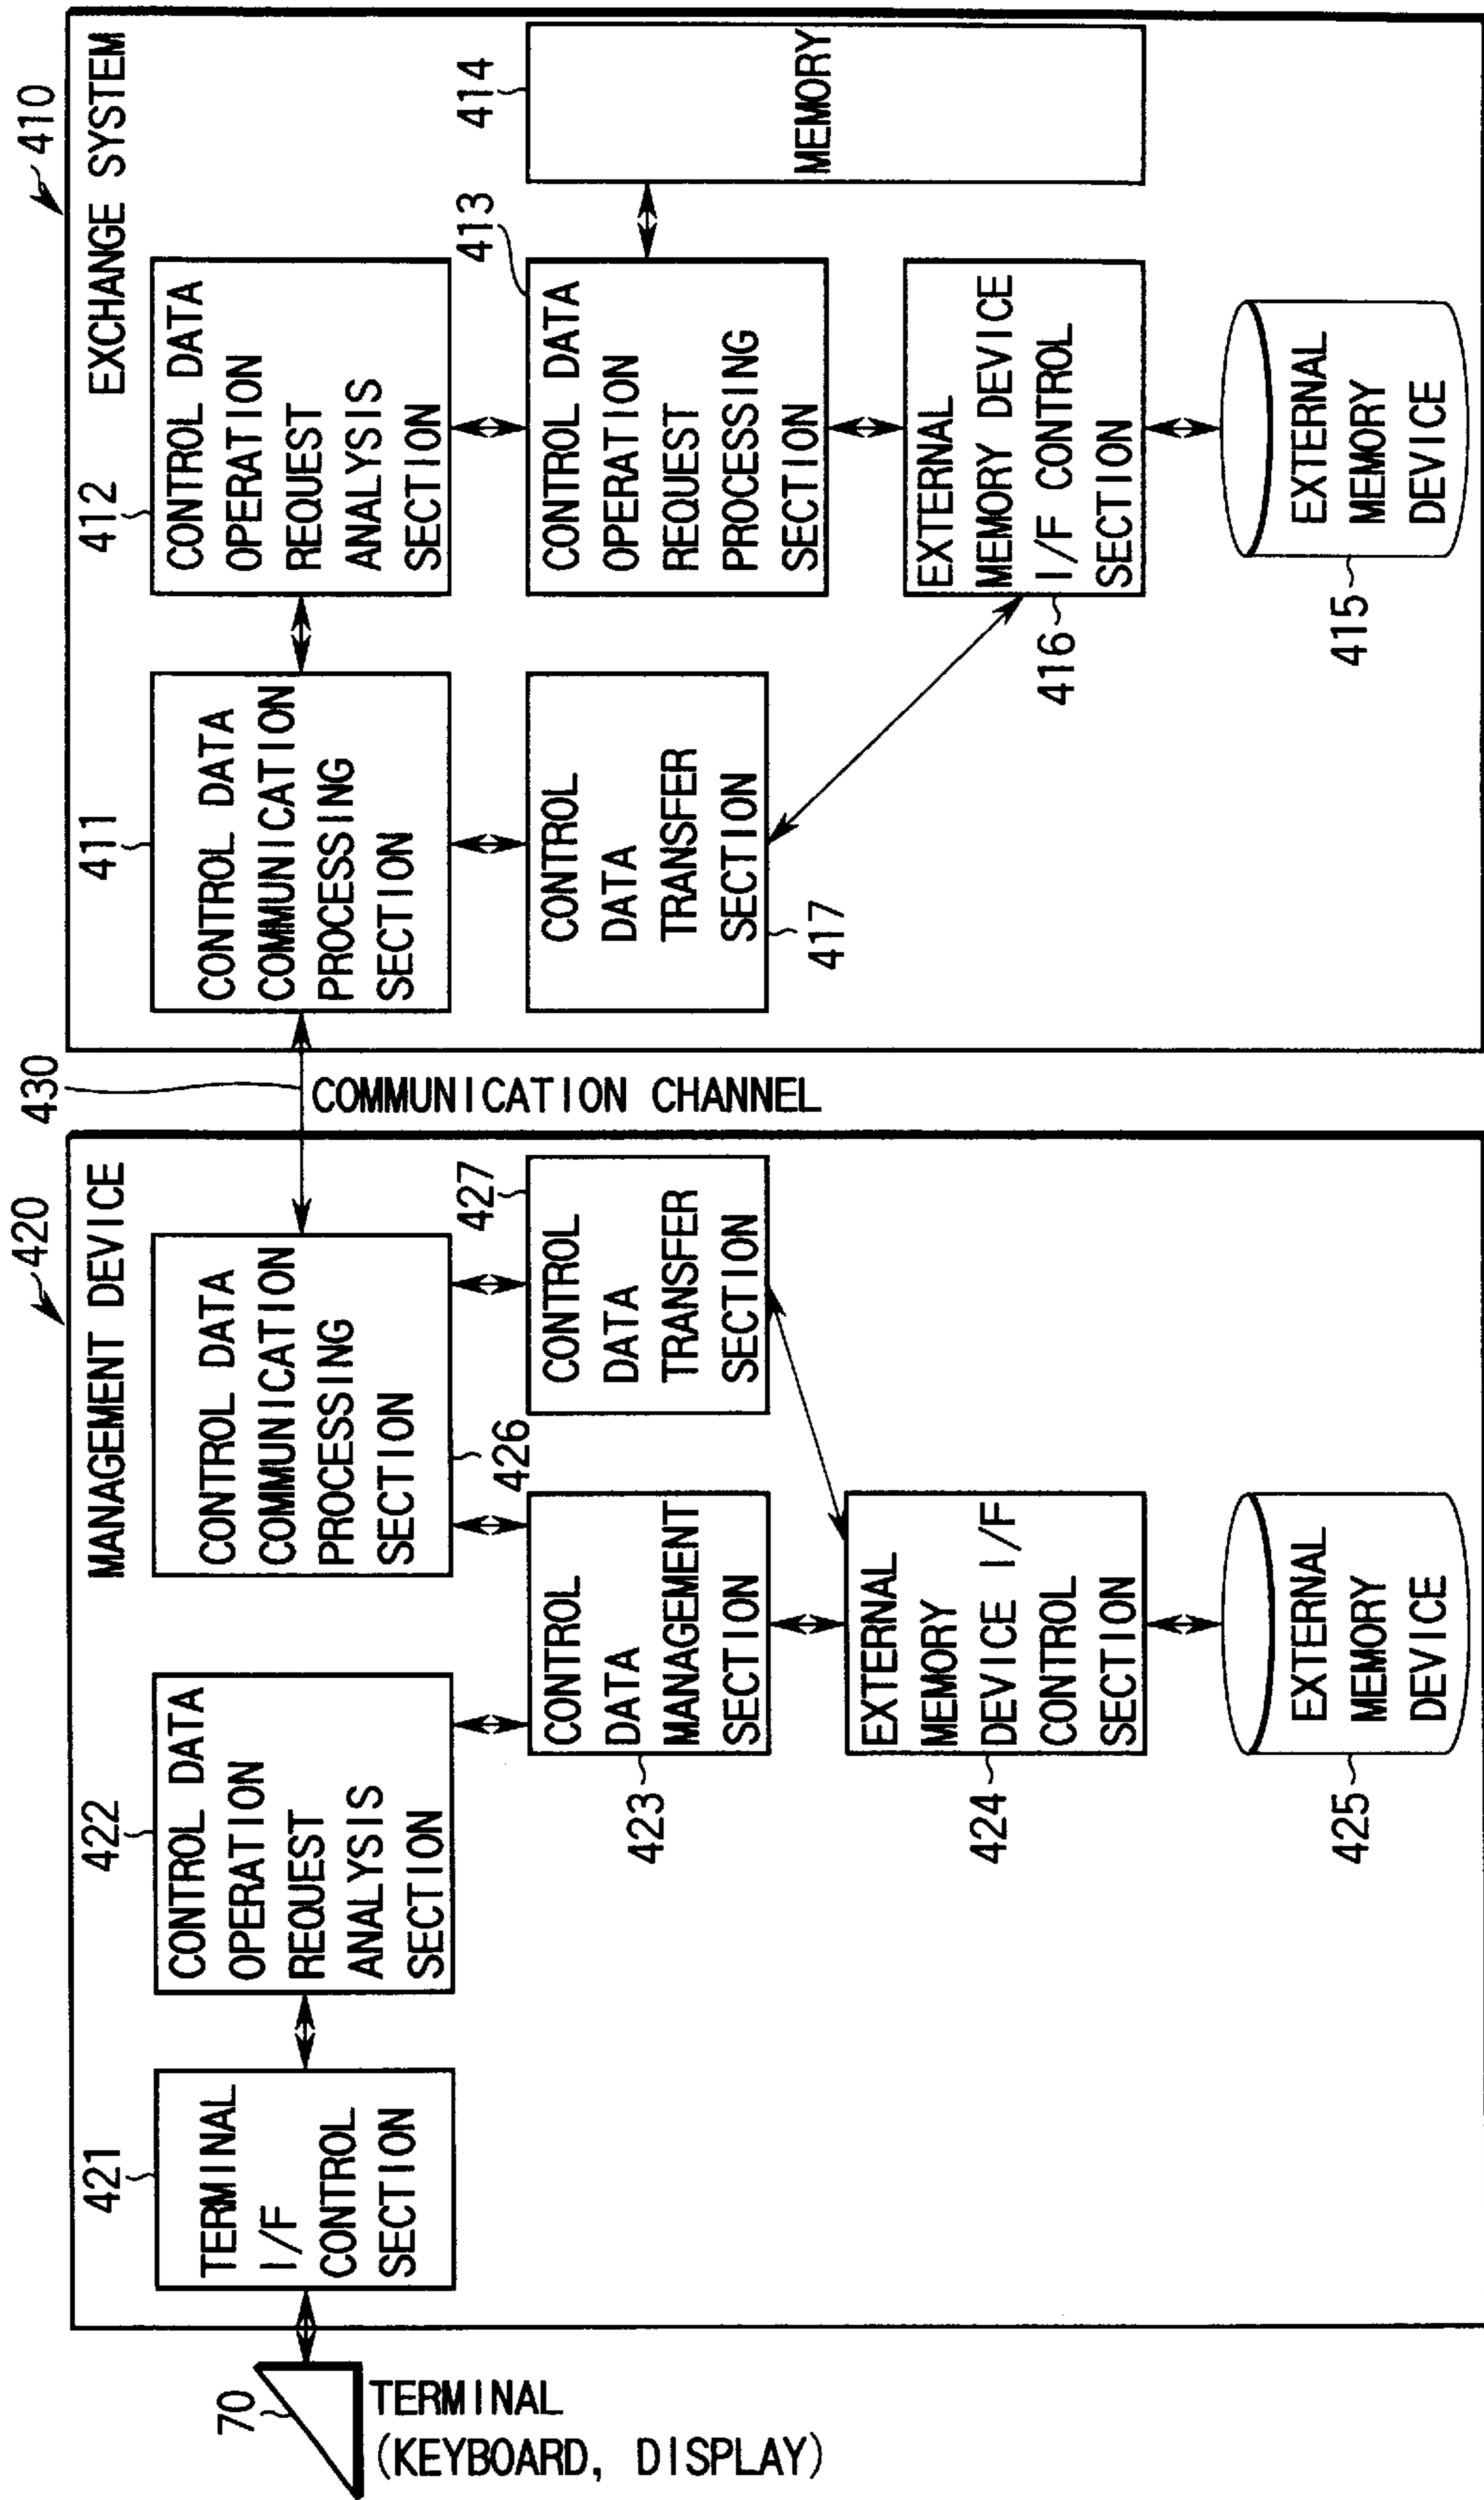 70
TERMINAL
(KEYBOARD, DISPLAY)
420
MANAGEMENT DEVICE
421
TERMINAL
I/F
CONTROL
SECTION
422
CONTROL DATA
OPERATION
REQUEST
ANALYSIS
SECTION
CONTROL DATA
COMMUNICATION
PROCESSING
SECTION
426
423
CONTROL
DATA
MANAGEMENT
SECTION
427
CONTROL
DATA
TRANSFER
SECTION
424
EXTERNAL
MEMORY
DEVICE I/F
CONTROL
SECTION
425
EXTERNAL
MEMORY
DEVICE
430
COMMUNICATION CHANNEL
410
EXCHANGE SYSTEM
411
CONTROL DATA
COMMUNICATION
PROCESSING
SECTION
412
CONTROL DATA
OPERATION
REQUEST
ANALYSIS
SECTION
CONTROL
DATA
TRANSFER
SECTION
417
413
CONTROL DATA
OPERATION
REQUEST
PROCESSING
SECTION
414
MEMORY
416
EXTERNAL
MEMORY DEVICE
I/F CONTROL
SECTION
415
EXTERNAL
MEMORY
DEVICE